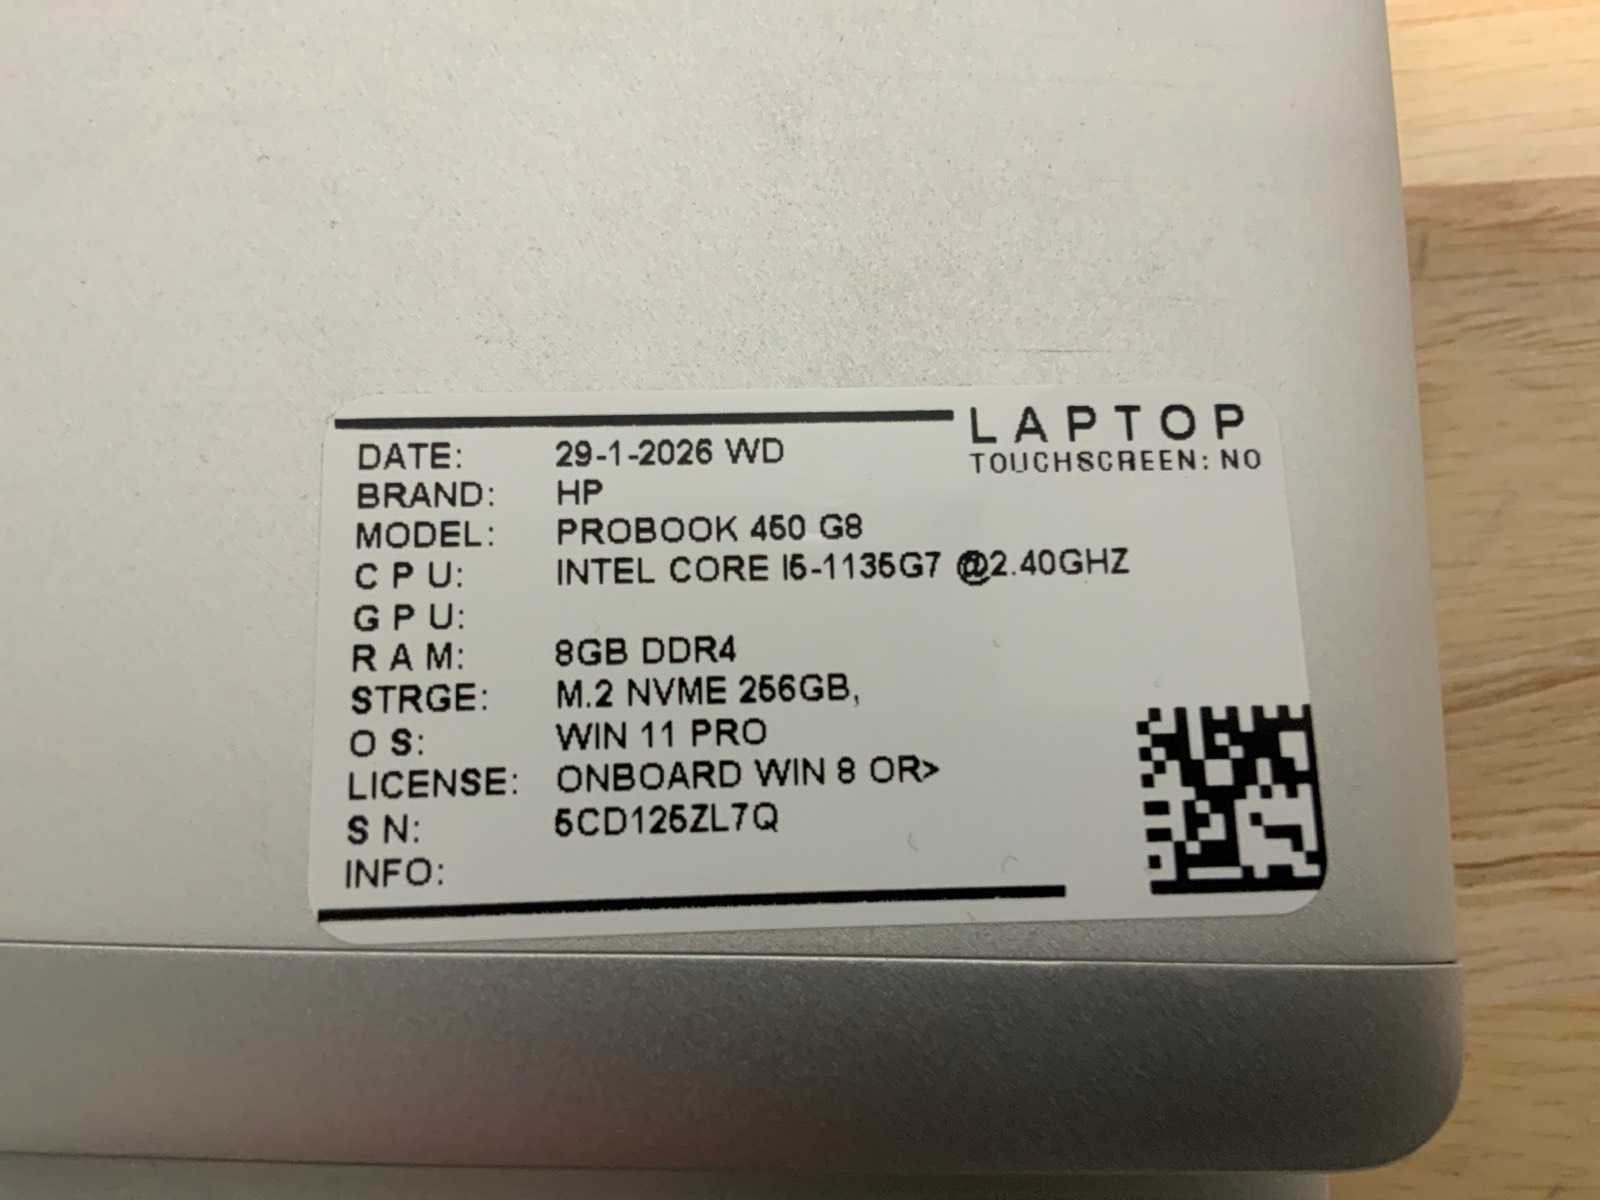 LAPTOP
TOUCHSCREEN: NO
DATE: 29-1-2026 WD
BRAND: HP
MODEL: PROBOOK 450 G8
C P U: INTEL CORE I5-1135G7 @2.40GHZ
G P U:
R A M: 8GB DDR4
STRGE: M.2 NVME 256GB,
O S: WIN 11 PRO
LICENSE: ONBOARD WIN 8 OR>
S N: 5CD125ZL7Q
INFO: